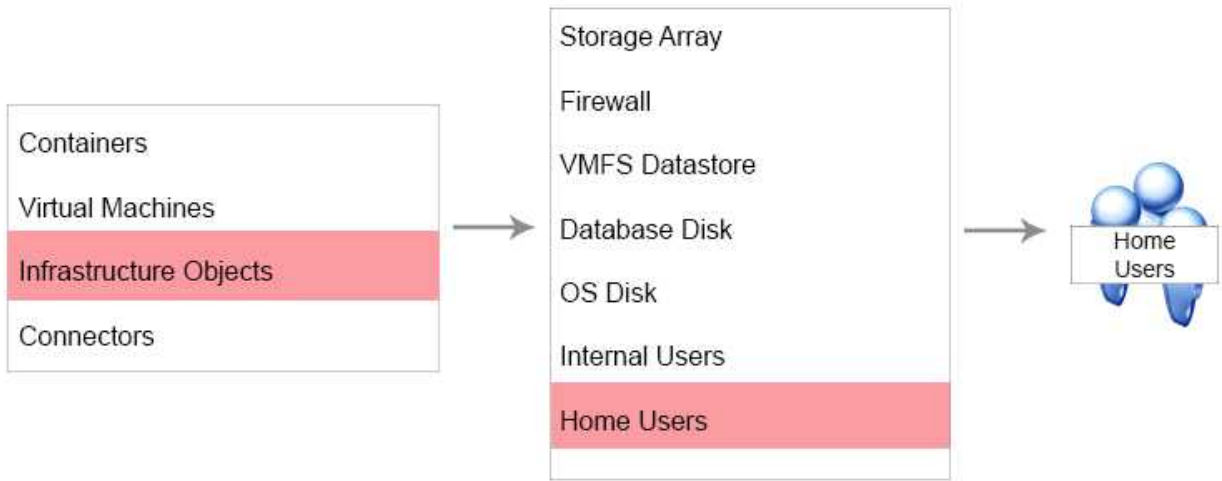 Containers
Virtual Machines
Infrastructure Objects
Connectors
Storage Array
Firewall
VMFS Datastore
Database Disk
OS Disk
Internal Users
Home Users
Home
Users